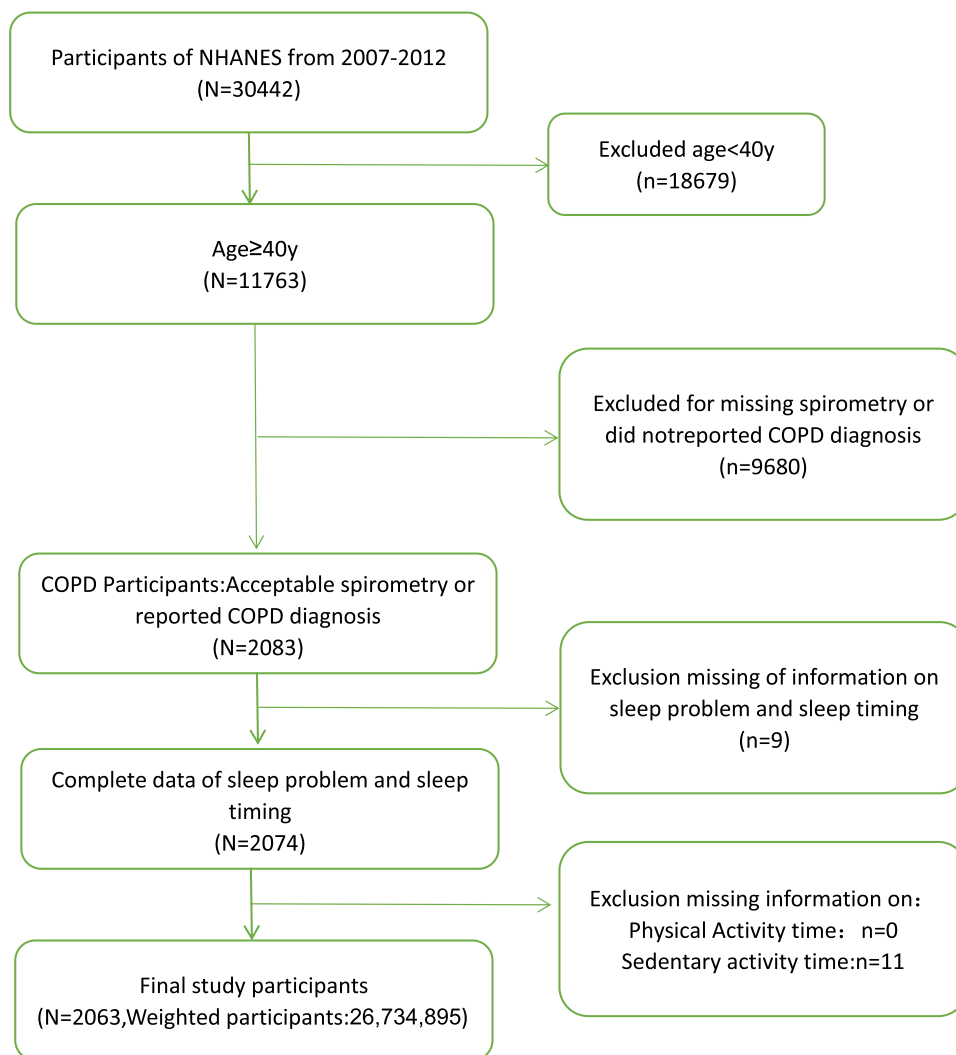 Participants of NHANES from 2007-2012
(N=30442)
Excluded age<40y
(n=18679)
Age≥40y
(N=11763)
Excluded for missing spirometry or
did notreported COPD diagnosis
(n=9680)
COPD Participants:Acceptable spirometry or
reported COPD diagnosis
(N=2083)
Exclusion missing of information on
sleep problem and sleep timing
(n=9)
Complete data of sleep problem and sleep
timing
(N=2074)
Exclusion missing information on：
Physical Activity time： n=0
Sedentary activity time:n=11
Final study participants
(N=2063,Weighted participants:26,734,895)